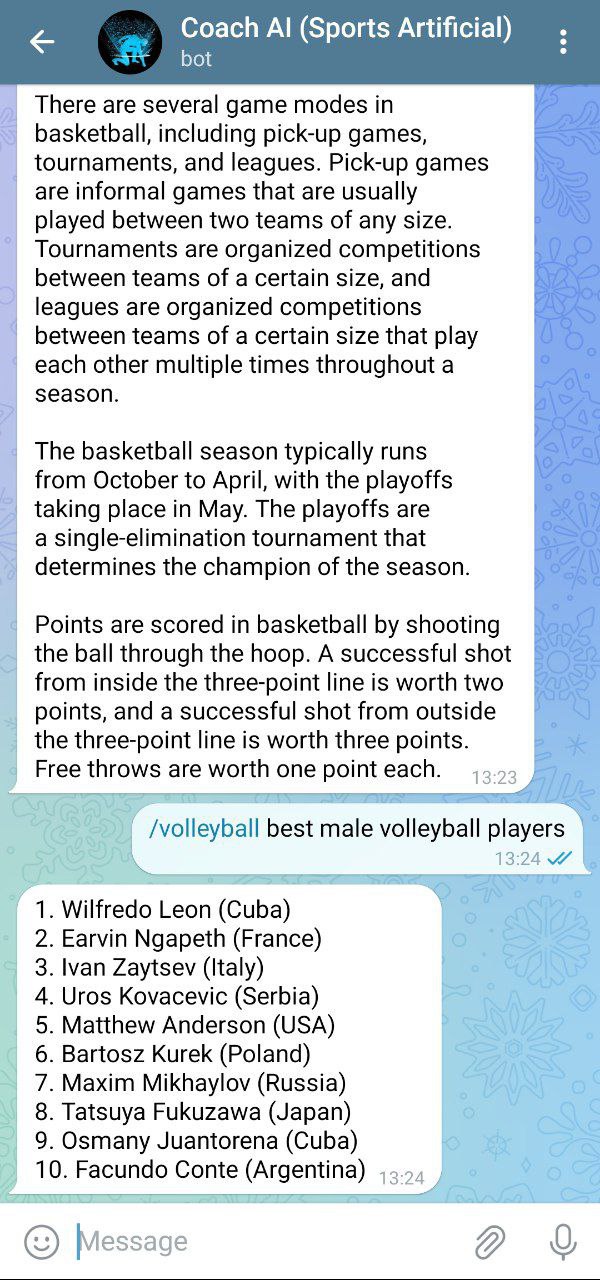 Coach AI (Sports Artificial)
bot
There are several game modes in
basketball, including pick-up games,
tournaments, and leagues. Pick-up games
are informal games that are usually
played between two teams of any size.
Tournaments are organized competitions
between teams of a certain size, and
leagues are organized competitions
between teams of a certain size that play
each other multiple times throughout a
season.
The basketball season typically runs
from October to April, with the playoffs
taking place in May. The playoffs are
a single-elimination tournament that
determines the champion of the season.
Points are scored in basketball by shooting
the ball through the hoop. A successful shot
from inside the three-point line is worth two
points, and a successful shot from outside
the three-point line is worth three points.
Free throws are worth one point each. 13:23
/volleyball best male volleyball players
13:24
1. Wilfredo Leon (Cuba)
2. Earvin Ngapeth (France)
3. Ivan Zaytsev (Italy)
4. Uros Kovacevic (Serbia)
5. Matthew Anderson (USA)
6. Bartosz Kurek (Poland)
7. Maxim Mikhaylov (Russia)
8. Tatsuya Fukuzawa (Japan)
9. Osmany Juantorena (Cuba)
10. Facundo Conte (Argentina) 13:24
Message